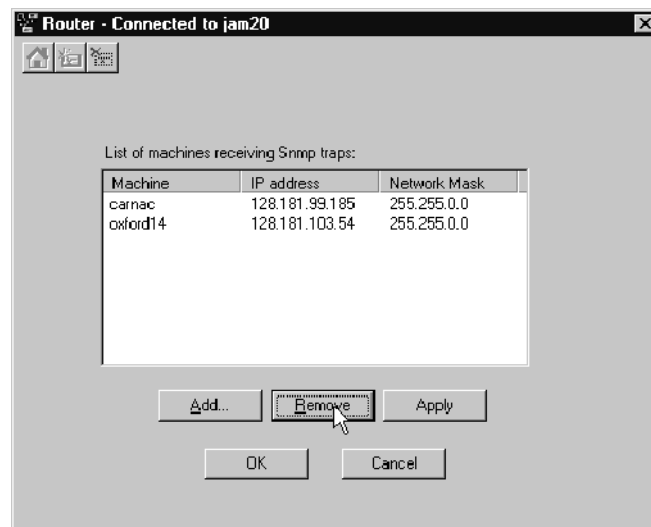 Router - Connected to jam20
List of machines receiving Snmp traps:
Machine IP address Network Mask
carnac 128.181.99.185 255.255.0.0
oxford14 128.181.103.54 255.255.0.0
Add... Remove Apply
OK Cancel